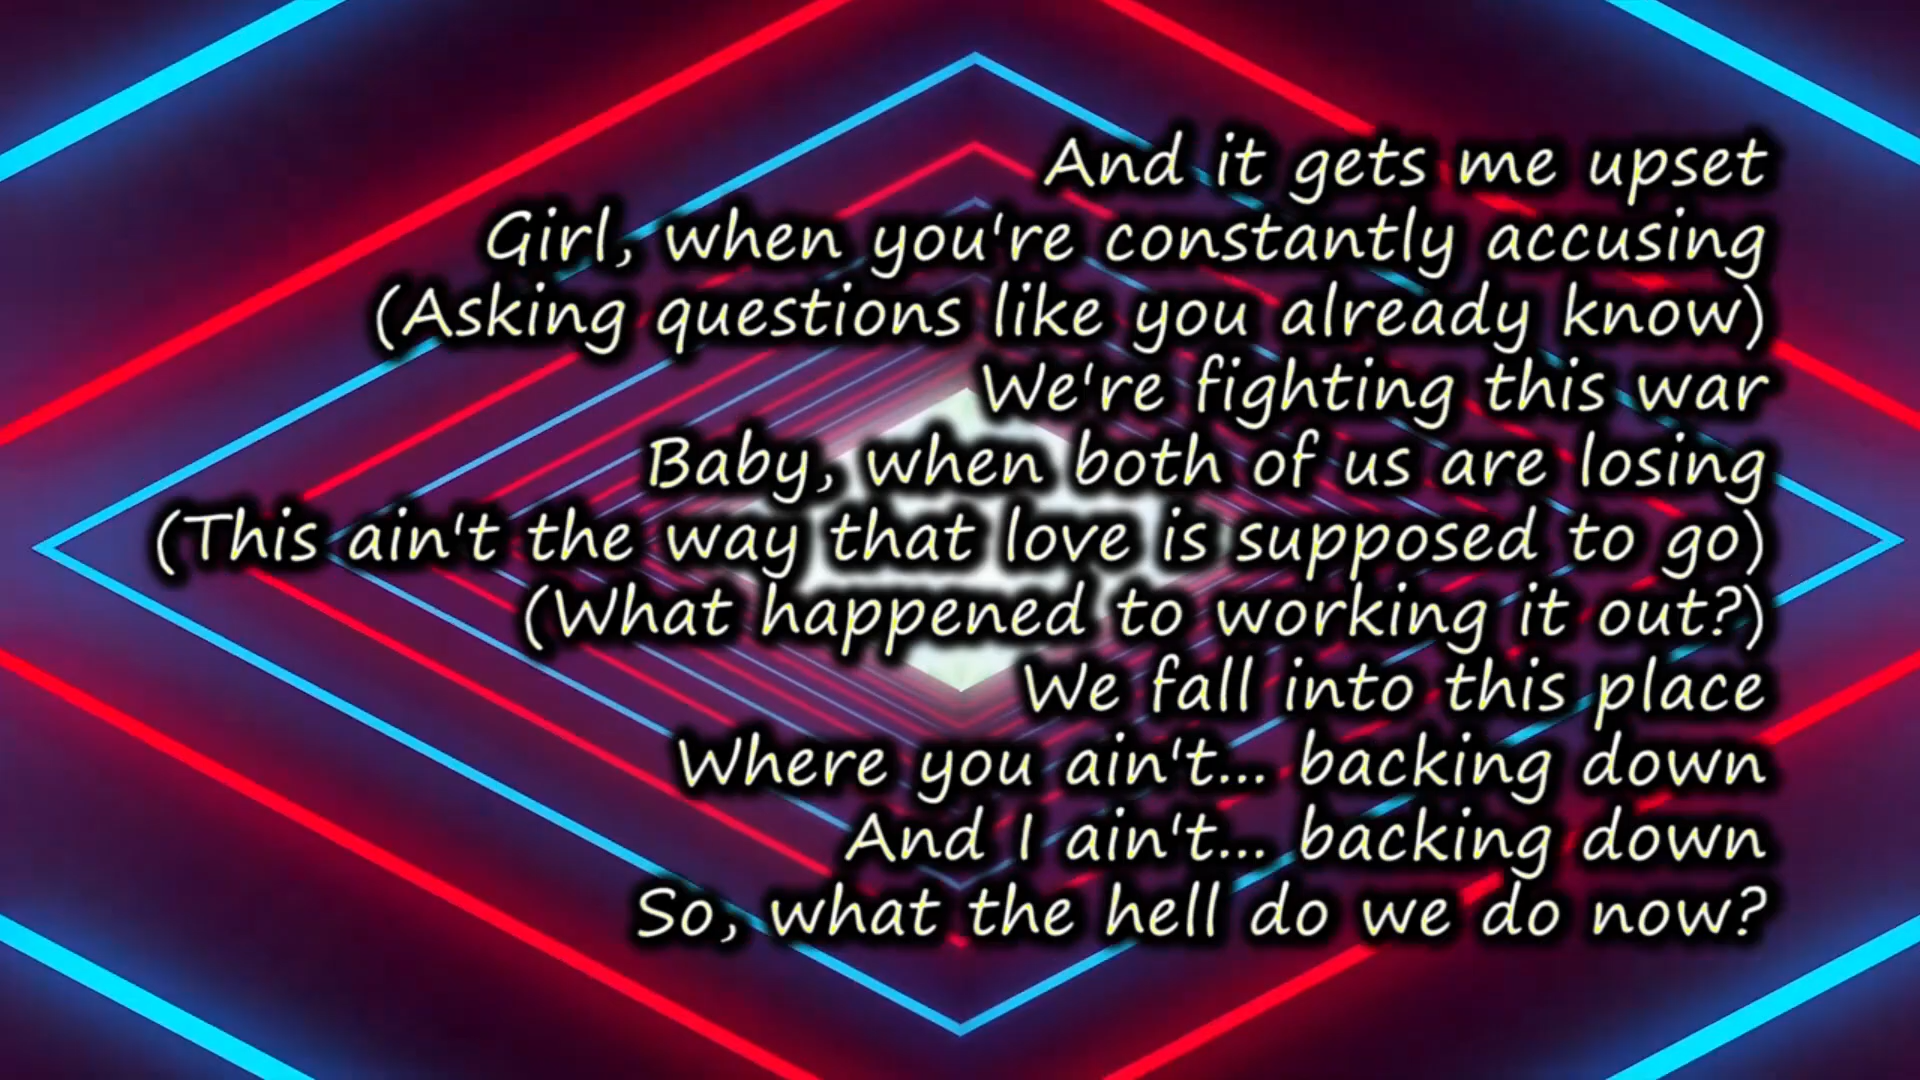 And it gets me upset
Girl, when you're constantly accusing
(Asking questions like you already know)
We're fighting this war
Baby, when both of us are losing
(This ain't the way that love is supposed to go)
(What happened to working it out?)
We fall into this place
Where you ain't... backing down
And I ain't... backing down
So, what the hell do we do now?